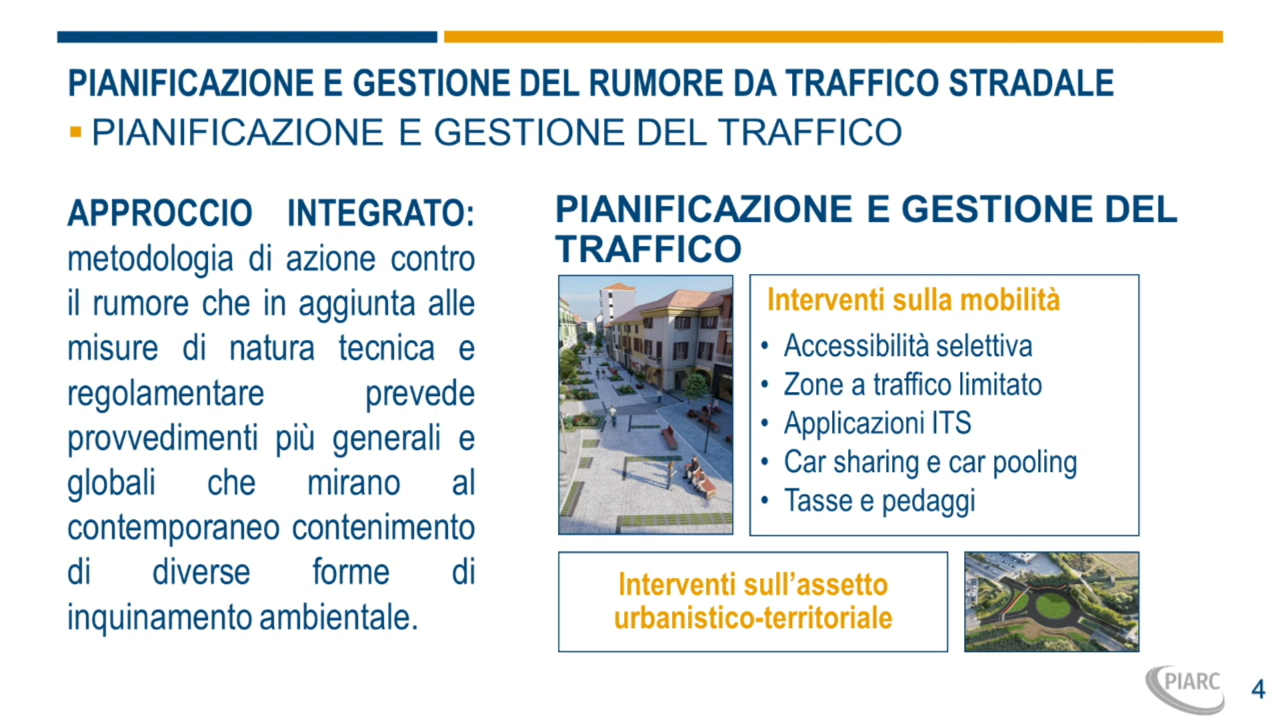 PIANIFICAZIONE E GESTIONE DEL RUMORE DA TRAFFICO STRADALE
▪ PIANIFICAZIONE E GESTIONE DEL TRAFFICO
APPROCCIO INTEGRATO:
metodologia di azione contro
il rumore che in aggiunta alle
misure di natura tecnica e
regolamentare prevede
provvedimenti più generali e
globali che mirano al
contemporaneo contenimento
di diverse forme di
inquinamento ambientale.
PIANIFICAZIONE E GESTIONE DEL
TRAFFICO
Interventi sulla mobilità
• Accessibilità selettiva
• Zone a traffico limitato
• Applicazioni ITS
• Car sharing e car pooling
• Tasse e pedaggi
Interventi sull’assetto
urbanistico-territoriale
PIARC
4